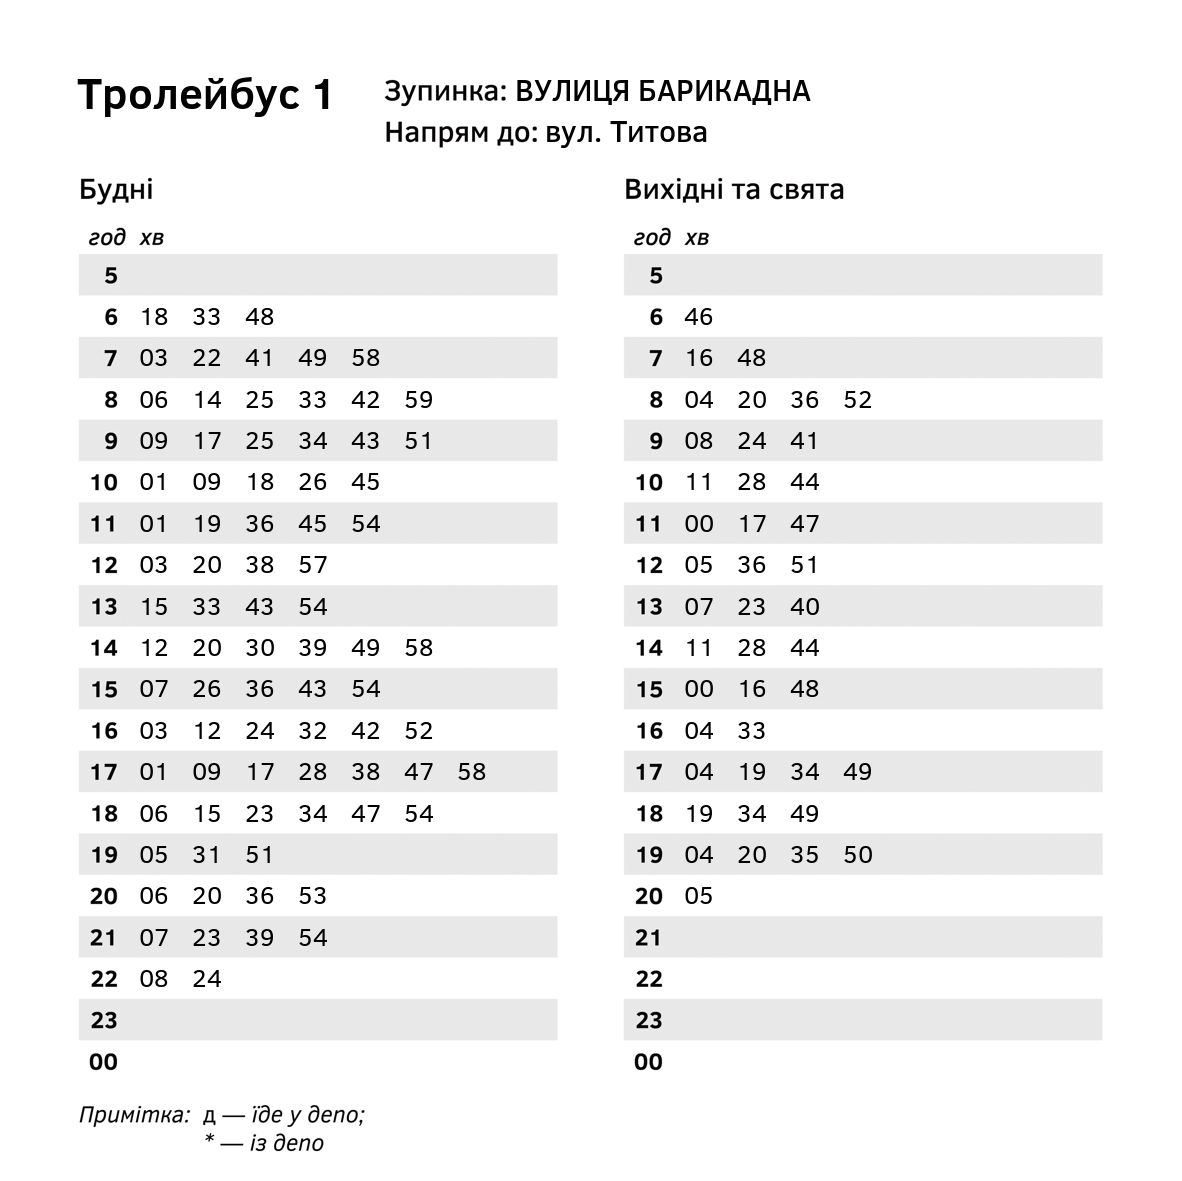 Тролейбус 1
Зупинка: ВУЛИЦЯ БАРИКАДНА
Напрям до: вул. Титова
Будні
год хв
5
6 18 33 48
7 03 22 41 49 58
8 06 14 25 33 42 59
9 09 17 25 34 43 51
10 01 09 18 26 45
11 01 19 36 45 54
12 03 20 38 57
13 15 33 43 54
14 12 20 30 39 49 58
15 07 26 36 43 54
16 03 12 24 32 42 52
17 01 09 17 28 38 47 58
18 06 15 23 34 47 54
19 05 31 51
20 06 20 36 53
21 07 23 39 54
22 08 24
23
00
Вихідні та свята
год хв
5
6 46
7 16 48
8 04 20 36 52
9 08 24 41
10 11 28 44
11 00 17 47
12 05 36 51
13 07 23 40
14 11 28 44
15 00 16 48
16 04 33
17 04 19 34 49
18 19 34 49
19 04 20 35 50
20 05
21
22
23
00
Примітка: д — їде у депо;
* — із депо